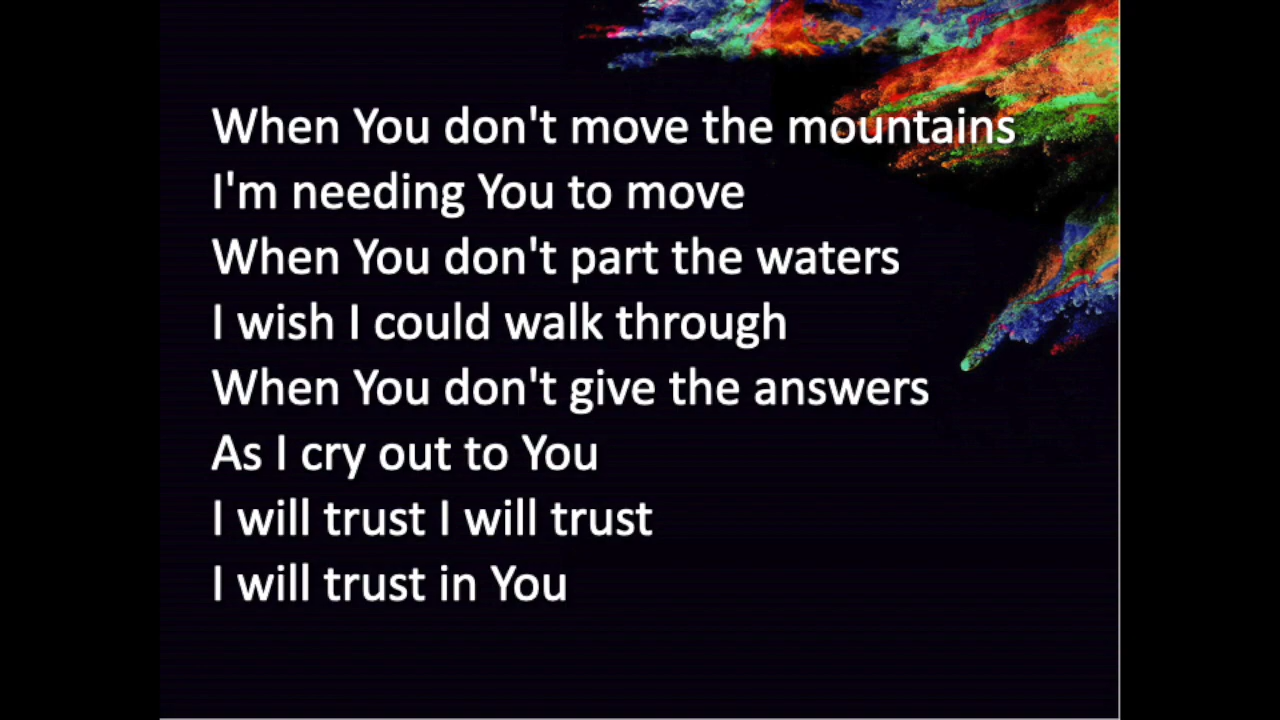 When You don't move the mountains
I'm needing You to move
When You don't part the waters
I wish I could walk through
When You don't give the answers
As I cry out to You
I will trust I will trust
I will trust in You